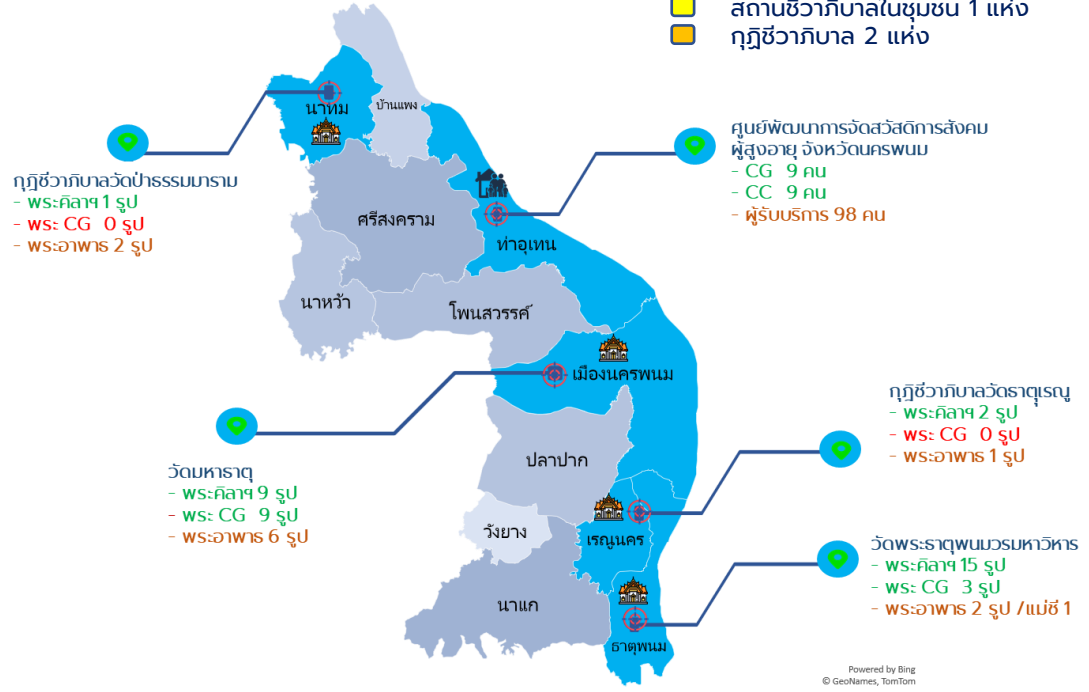 สถานชีวาภิบาลในชุมชน 1 แห่ง
กุฏิชีวาภิบาล 2 แห่ง
นาทม
บ้านแพง
ศูนย์พัฒนาการจัดสวัสดิการสังคม
ผู้สูงอายุ จังหวัดนครพนม
- CG 9 คน
- CC 9 คน
- ผู้รับบริการ 98 คน
กุฎิชีวาภิบาลวัดป่าธรรมมาราม
- พระคิลาฯ 1 รูป
- พระ CG 0 รูป
- พระอาพาธ 2 รูป
ศรีสงคราม
ท่าอุเทน
นาหว้า
โพนสวรรค์
เมืองนครพนม
กุฎิชีวาภิบาลวัดธาตุเรณู
- พระคิลาฯ 2 รูป
- พระ CG 0 รูป
- พระอาพาธ 1 รูป
ปลาปาก
วัดมหาธาตุ
- พระคิลาฯ 9 รูป
- พระ CG 9 รูป
- พระอาพาธ 6 รูป
วังยาง
เรณูนคร
วัดพระธาตุพนมวรมหาวิหาร
- พระคิลาฯ 15 รูป
- พระ CG 3 รูป
- พระอาพาธ 2 รูป /แม่ชี 1
นาแก
ธาตุพนม
Powered by Bing
© GeoNames, TomTom